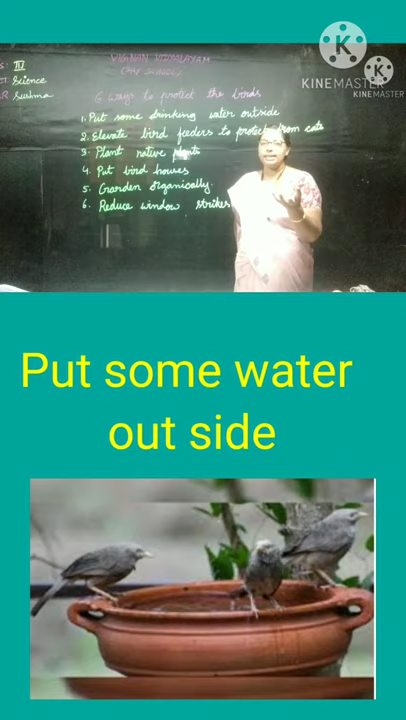 S: IV
VIGNAN VIDYALAYAM
CT: Science
R Sushma
6 ways to protect the birds
1. Put some drinking water outside
2. Elevate bird feeders to protect from cats
3. Plant native plants
4. Put bird houses
5. Garden organically.
6. Reduce window strikes
K
KINEMASTER
K
KINEMASTER
Put some water
out side